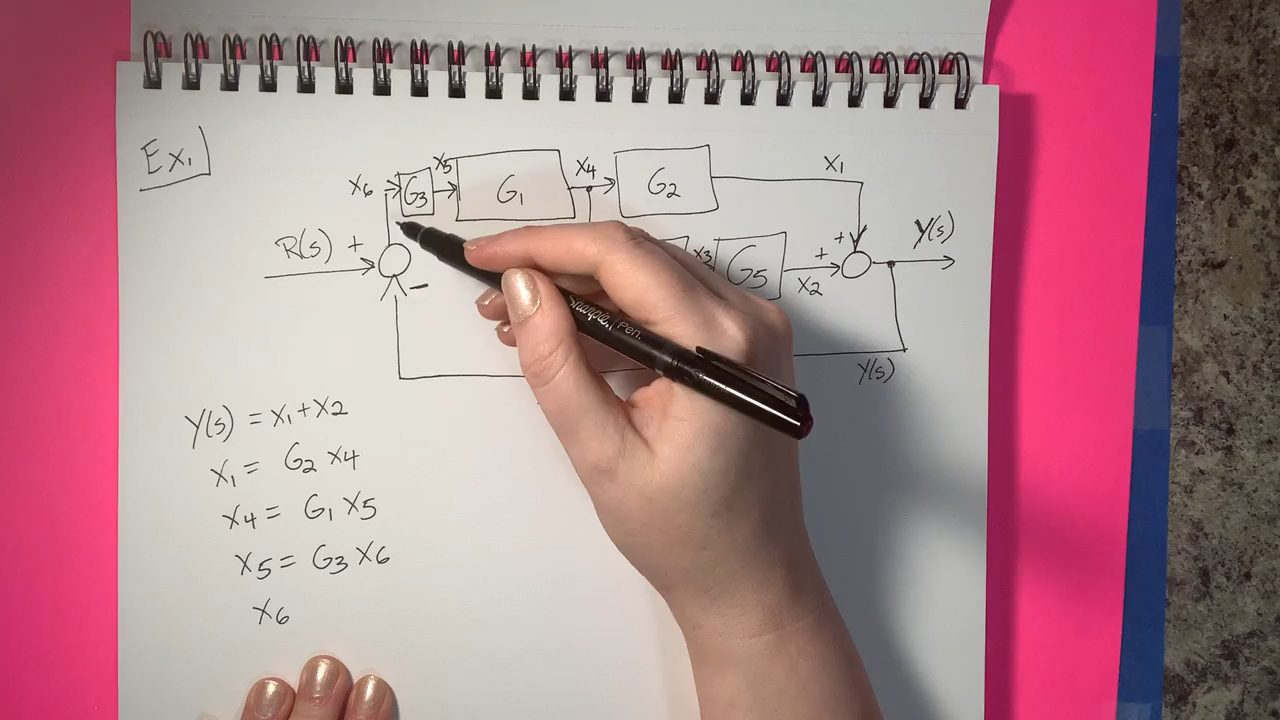 Ex.
X6 G3 X5 G1 X4 G2 X1
R(s) + - X3 G5 + X2 + Y(s)
Y(s)
Y(s) = X1 + X2
X1 = G2 X4
X4 = G1 X5
X5 = G3 X6
X6
Sharpie Pen.